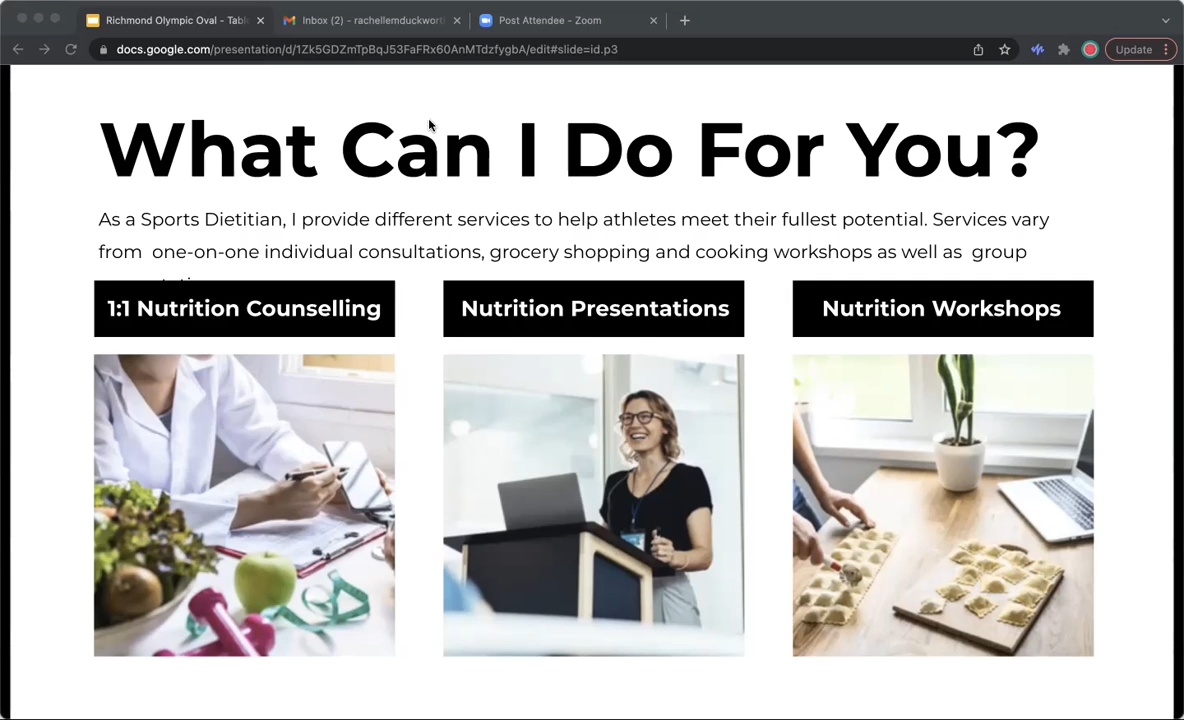 Richmond Olympic Oval - Tabl
Inbox (2) - rachellemduckwort
Post Attendee - Zoom
docs.google.com/presentation/d/1Zk5GDZmTpBqJ53FaFRx60AnMTdzfygbA/edit#slide=id.p3
Update
What Can I Do For You?
As a Sports Dietitian, I provide different services to help athletes meet their fullest potential. Services vary
from one-on-one individual consultations, grocery shopping and cooking workshops as well as group
1:1 Nutrition Counselling
Nutrition Presentations
Nutrition Workshops